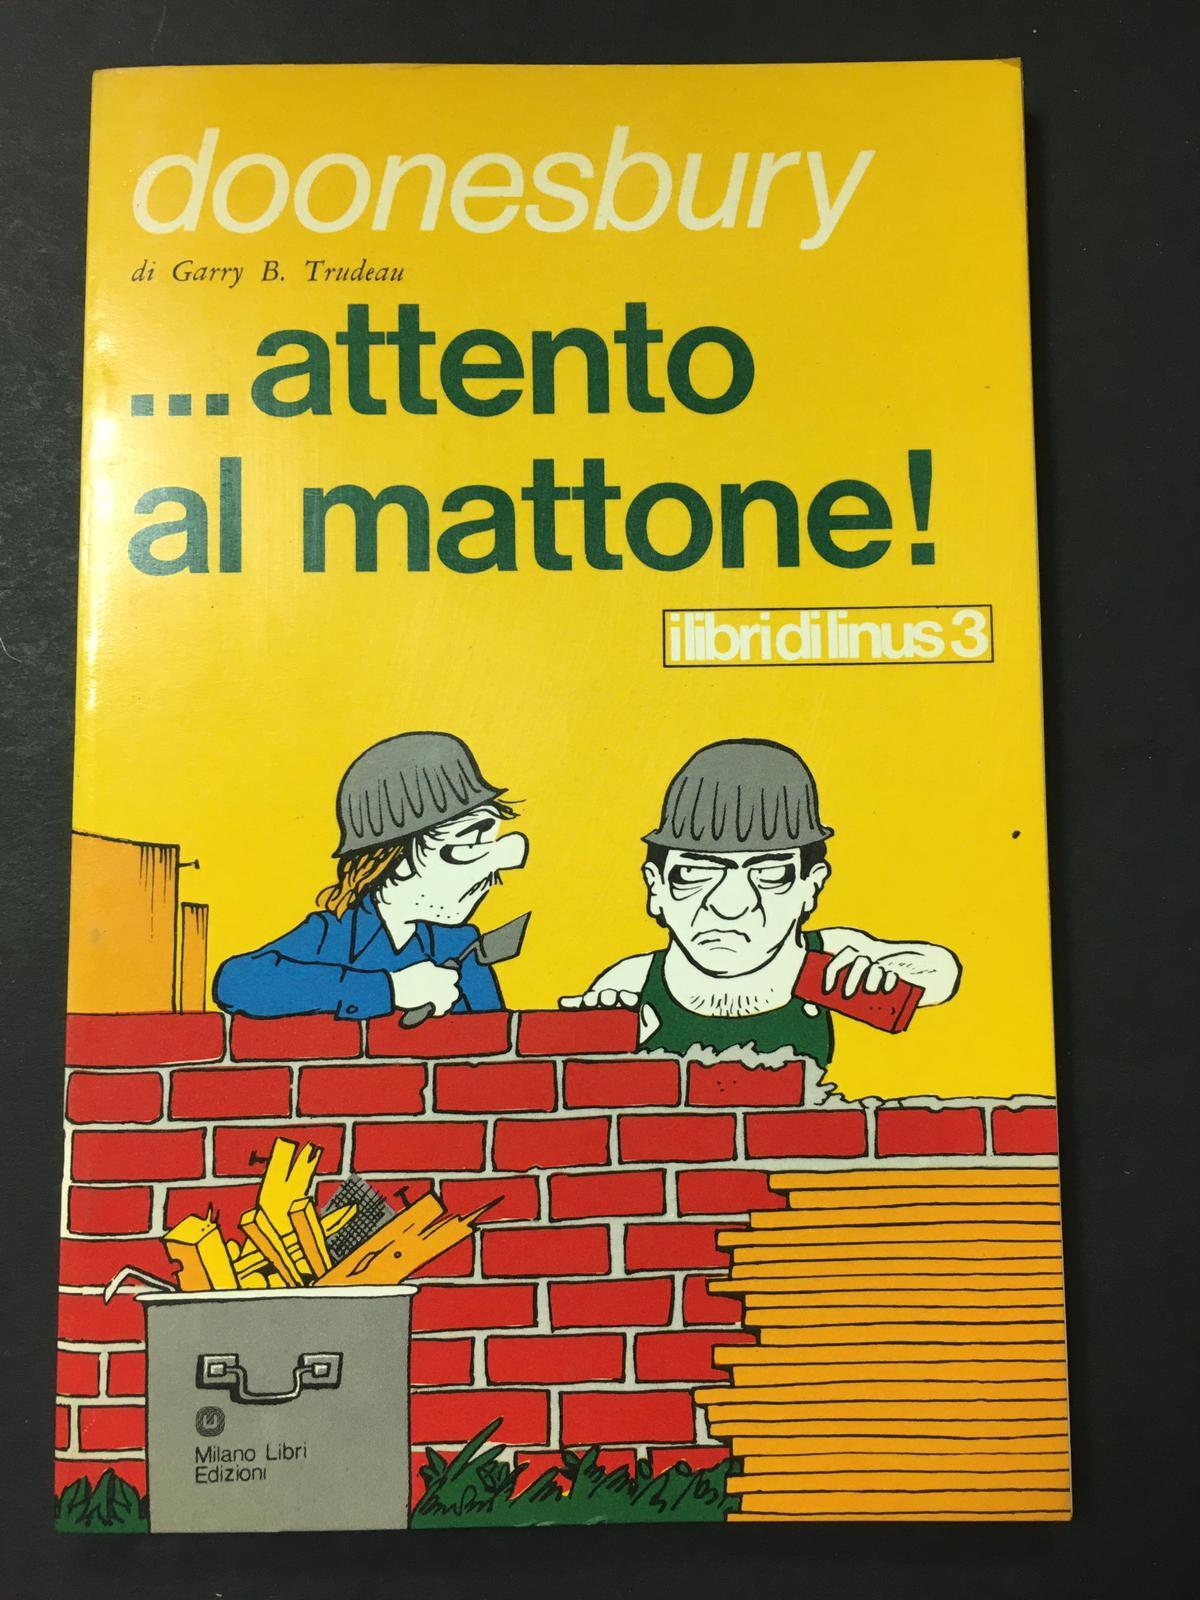 doonesbury
di Garry B. Trudeau
...attento
al mattone!
i libri di linus 3
Milano Libri
Edizioni